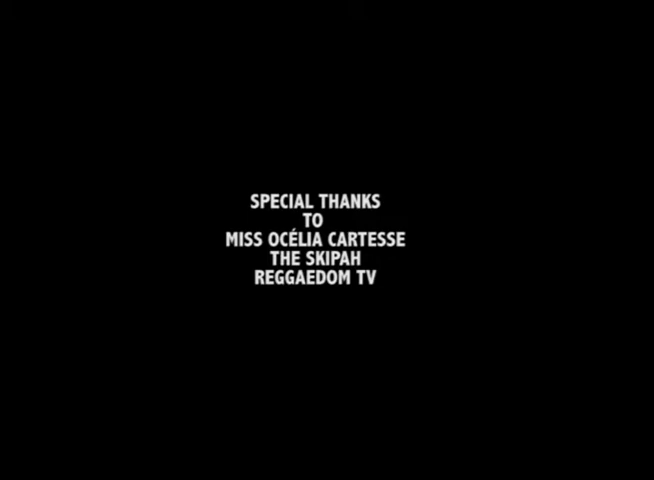 SPECIAL THANKS
TO
MISS OCÉLIA CARTESSE
THE SKIPAH
REGGAEDOM TV